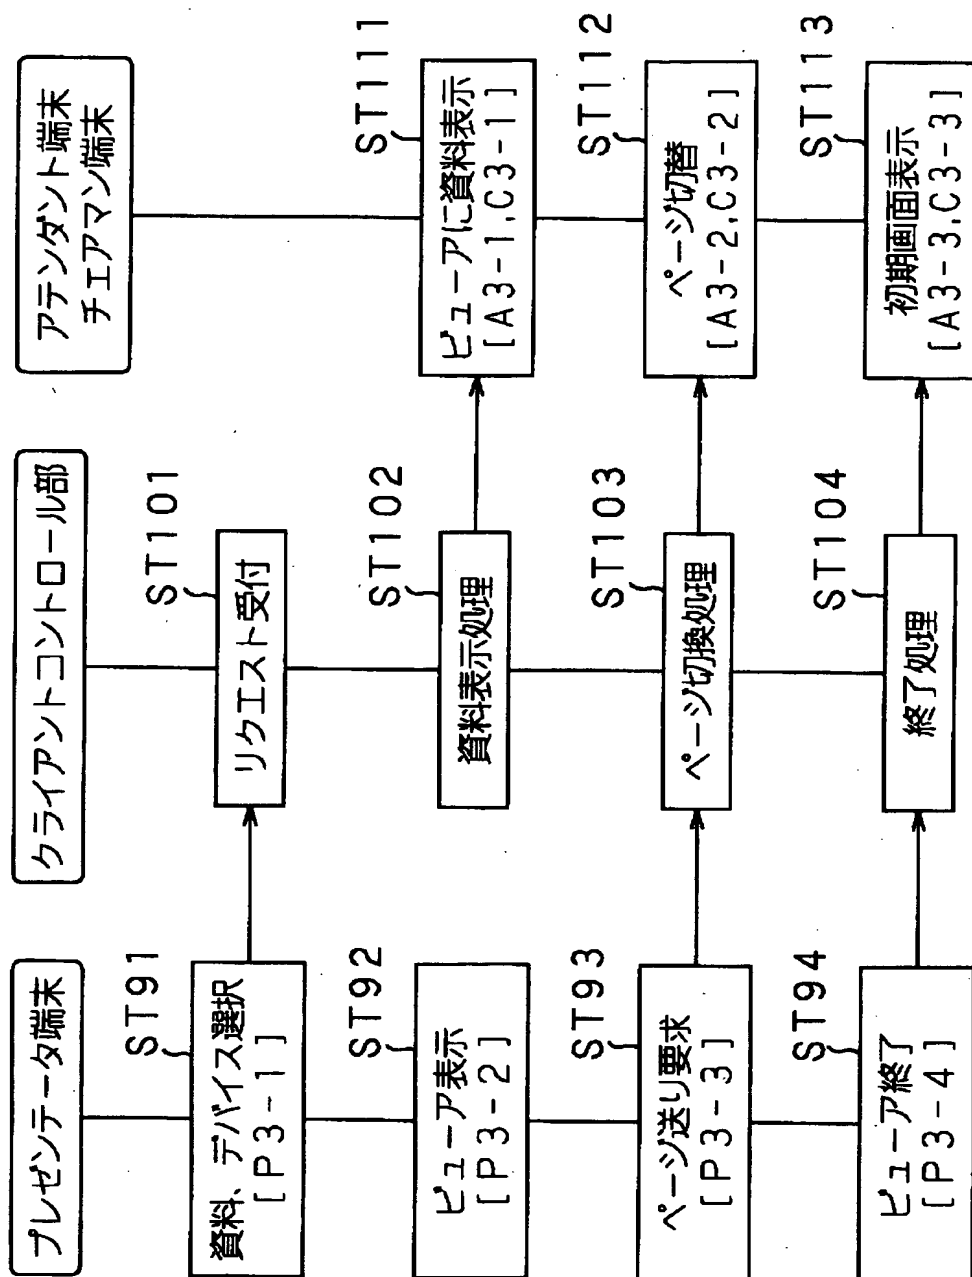 プレゼンテータ端末
ST91
資料、デバイス選択
[P3-1]
ST92
ビューア表示
[P3-2]
ST93
ページ送り要求
[P3-3]
ST94
ビューア終了
[P3-4]
クライアントコントロール部
ST101
リクエスト受付
ST102
資料表示処理
ST103
ページ切換処理
ST104
終了処理
アテンダント端末
チェアマン端末
ST111
ビューアに資料表示
[A3-1,C3-1]
ST112
ページ切替
[A3-2,C3-2]
ST113
初期画面表示
[A3-3,C3-3]